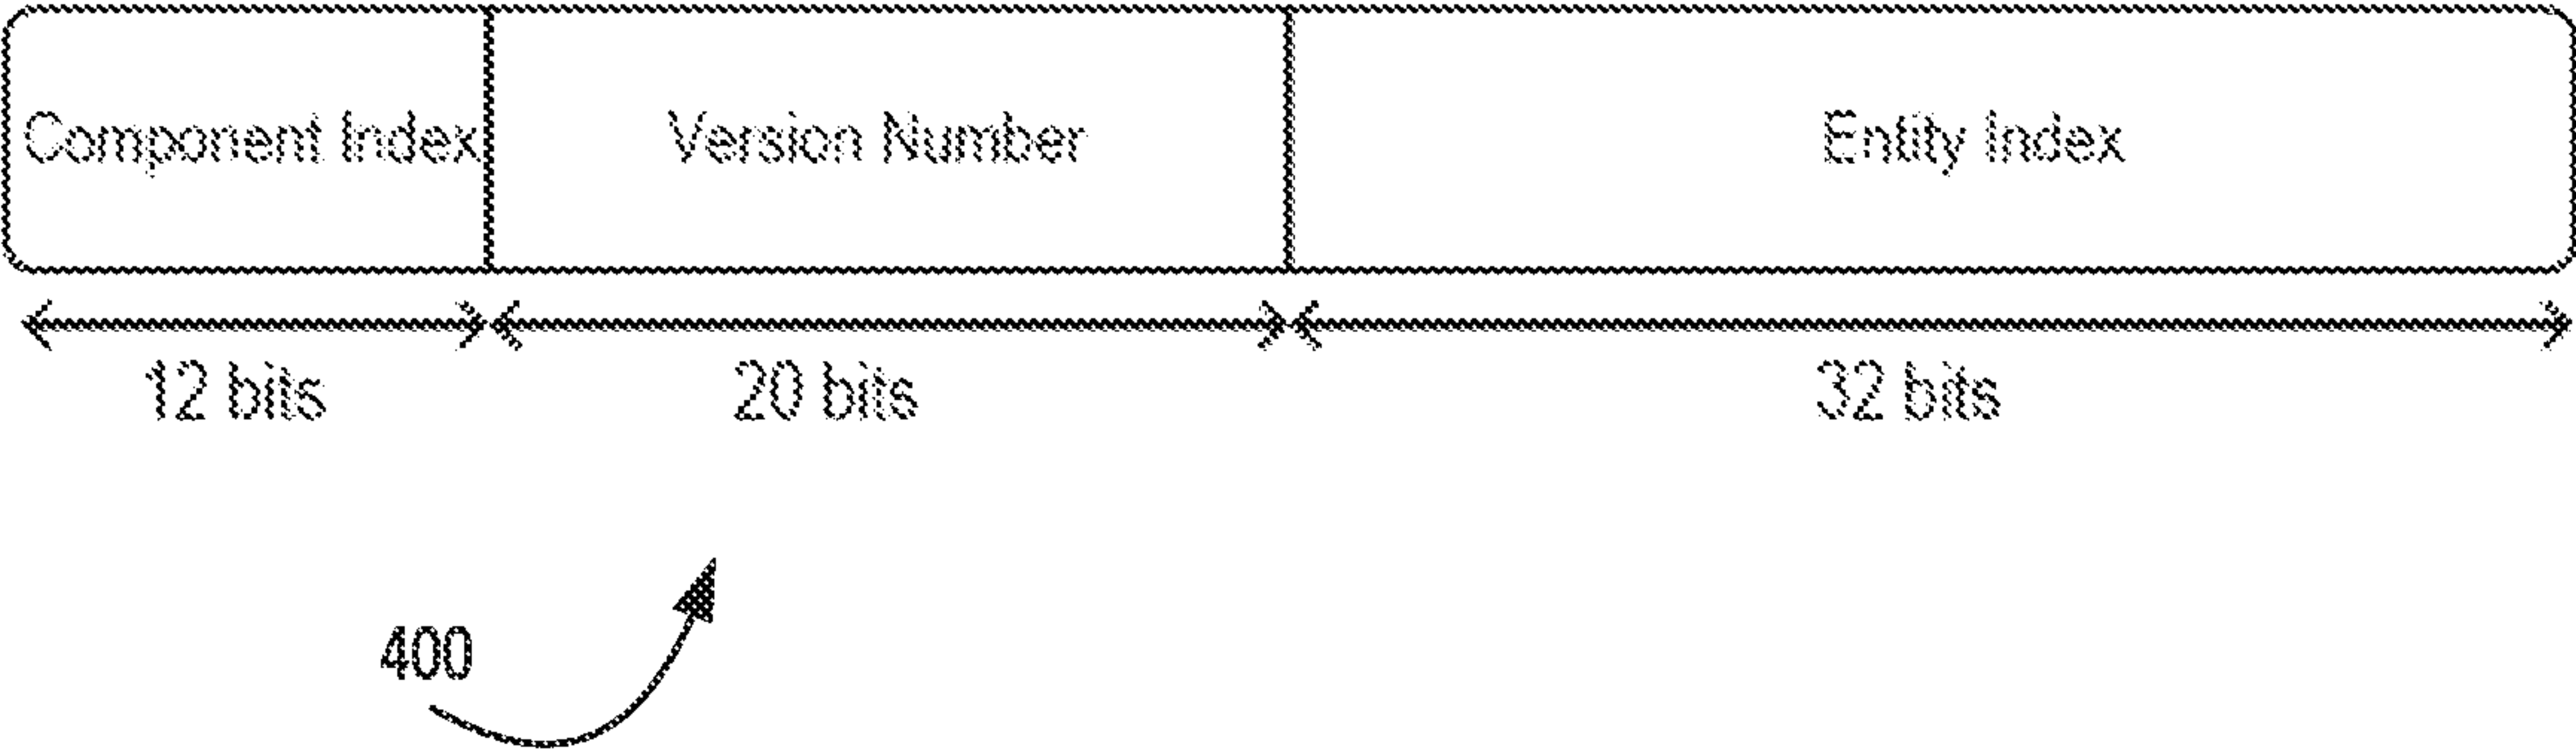 Component Index Version Number Entity Index
12 bits 20 bits 32 bits
400